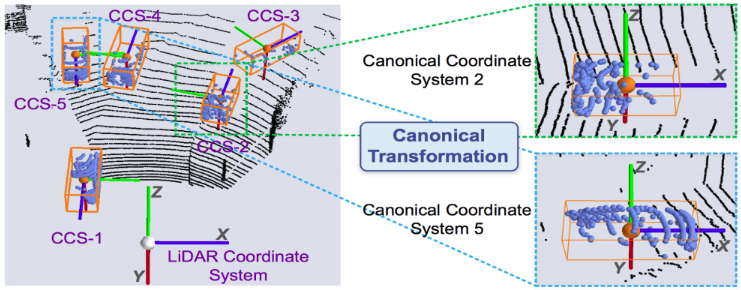 CCS-4
CCS-3
CCS-5
CCS-2
CCS-1
Z
X
LiDAR Coordinate
System
Y
Canonical Coordinate
System 2
Canonical
Transformation
Canonical Coordinate
System 5
Z
X
Y
Z
X
Y